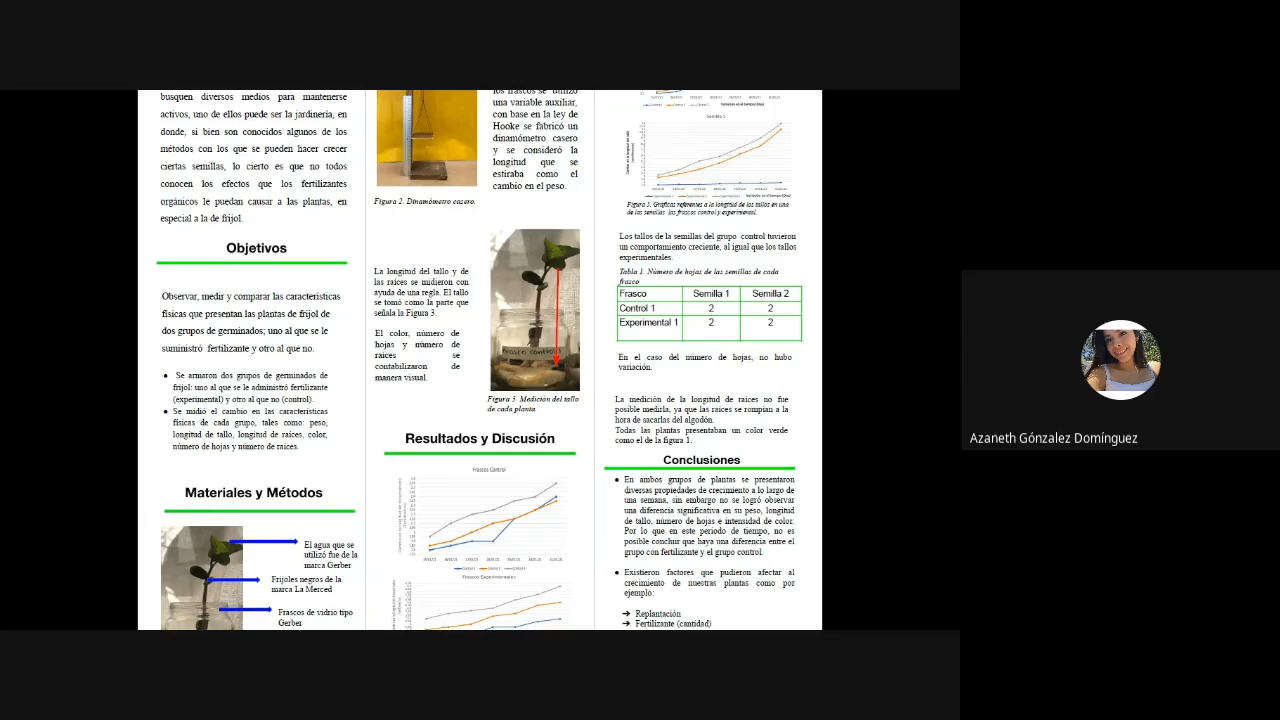 busquen diversos medios para mantenerse
activos, uno de ellos puede ser la jardinería, en
donde, si bien son conocidos algunos de los
métodos con los que se pueden hacer crecer
ciertas semillas, lo cierto es que no todos
conocen los efectos que los fertilizantes
orgánicos le puedan causar a las plantas, en
especial a la de frijol.
Objetivos
Observar, medir y comparar las características
físicas que presentan las plantas de frijol de
dos grupos de germinados; uno al que se le
suministró fertilizante y otro al que no.
● Se armaron dos grupos de germinados de
frijol: uno al que se le administró fertilizante
(experimental) y otro al que no (control).
● Se midió el cambio en las características
físicas de cada grupo, tales como: peso,
longitud de tallo, longitud de raíces, color,
número de hojas y número de raíces.
Materiales y Métodos
El agua que se
utilizó fue de la
marca Gerber
Frijoles negros de la
marca La Merced
Frascos de vidrio tipo
Gerber
los frascos se utilizó
una variable auxiliar,
con base en la ley de
Hooke se fabricó un
dinamómetro casero
y se consideró la
longitud que se
estiraba como el
cambio en el peso.
Figura 2. Dinamómetro casero.
La longitud del tallo y de
las raíces se midieron con
ayuda de una regla. El tallo
se tomó como la parte que
señala la Figura 3.
El color, número de
hojas y número de
raíces se
contabilizaron de
manera visual.
Frasco control
Figura 3. Medición del tallo
de cada planta.
Resultados y Discusión
Frascos Control
Frascos Experimentales
Semilla 1
Figura 3. Gráficas referentes a la longitud de los tallos en una
de las semillas las frascos control y experimental.
Los tallos de la semillas del grupo control tuvieron
un comportamiento creciente, al igual que los tallos
experimentales.
Tabla 1. Número de hojas de las semillas de cada
frasco
Frasco Semilla 1 Semilla 2
Control 1 2 2
Experimental 1 2 2
En el caso del número de hojas, no hubo
variación.
La medición de la longitud de raíces no fue
posible medirla, ya que las raíces se rompían a la
hora de sacarlas del algodón.
Todas las plantas presentaban un color verde
como el de la figura 1.
Conclusiones
● En ambos grupos de plantas se presentaron
diversas propiedades de crecimiento a lo largo de
una semana, sin embargo no se logró observar
una diferencia significativa en su peso, longitud
de tallo, número de hojas e intensidad de color.
Por lo que en este periodo de tiempo, no es
posible concluir que haya una diferencia entre el
grupo con fertilizante y el grupo control.
● Existieron factores que pudieron afectar al
crecimiento de nuestras plantas como por
ejemplo:
➔ Replantación
➔ Fertilizante (cantidad)
Azaneth Gónzalez Domínguez